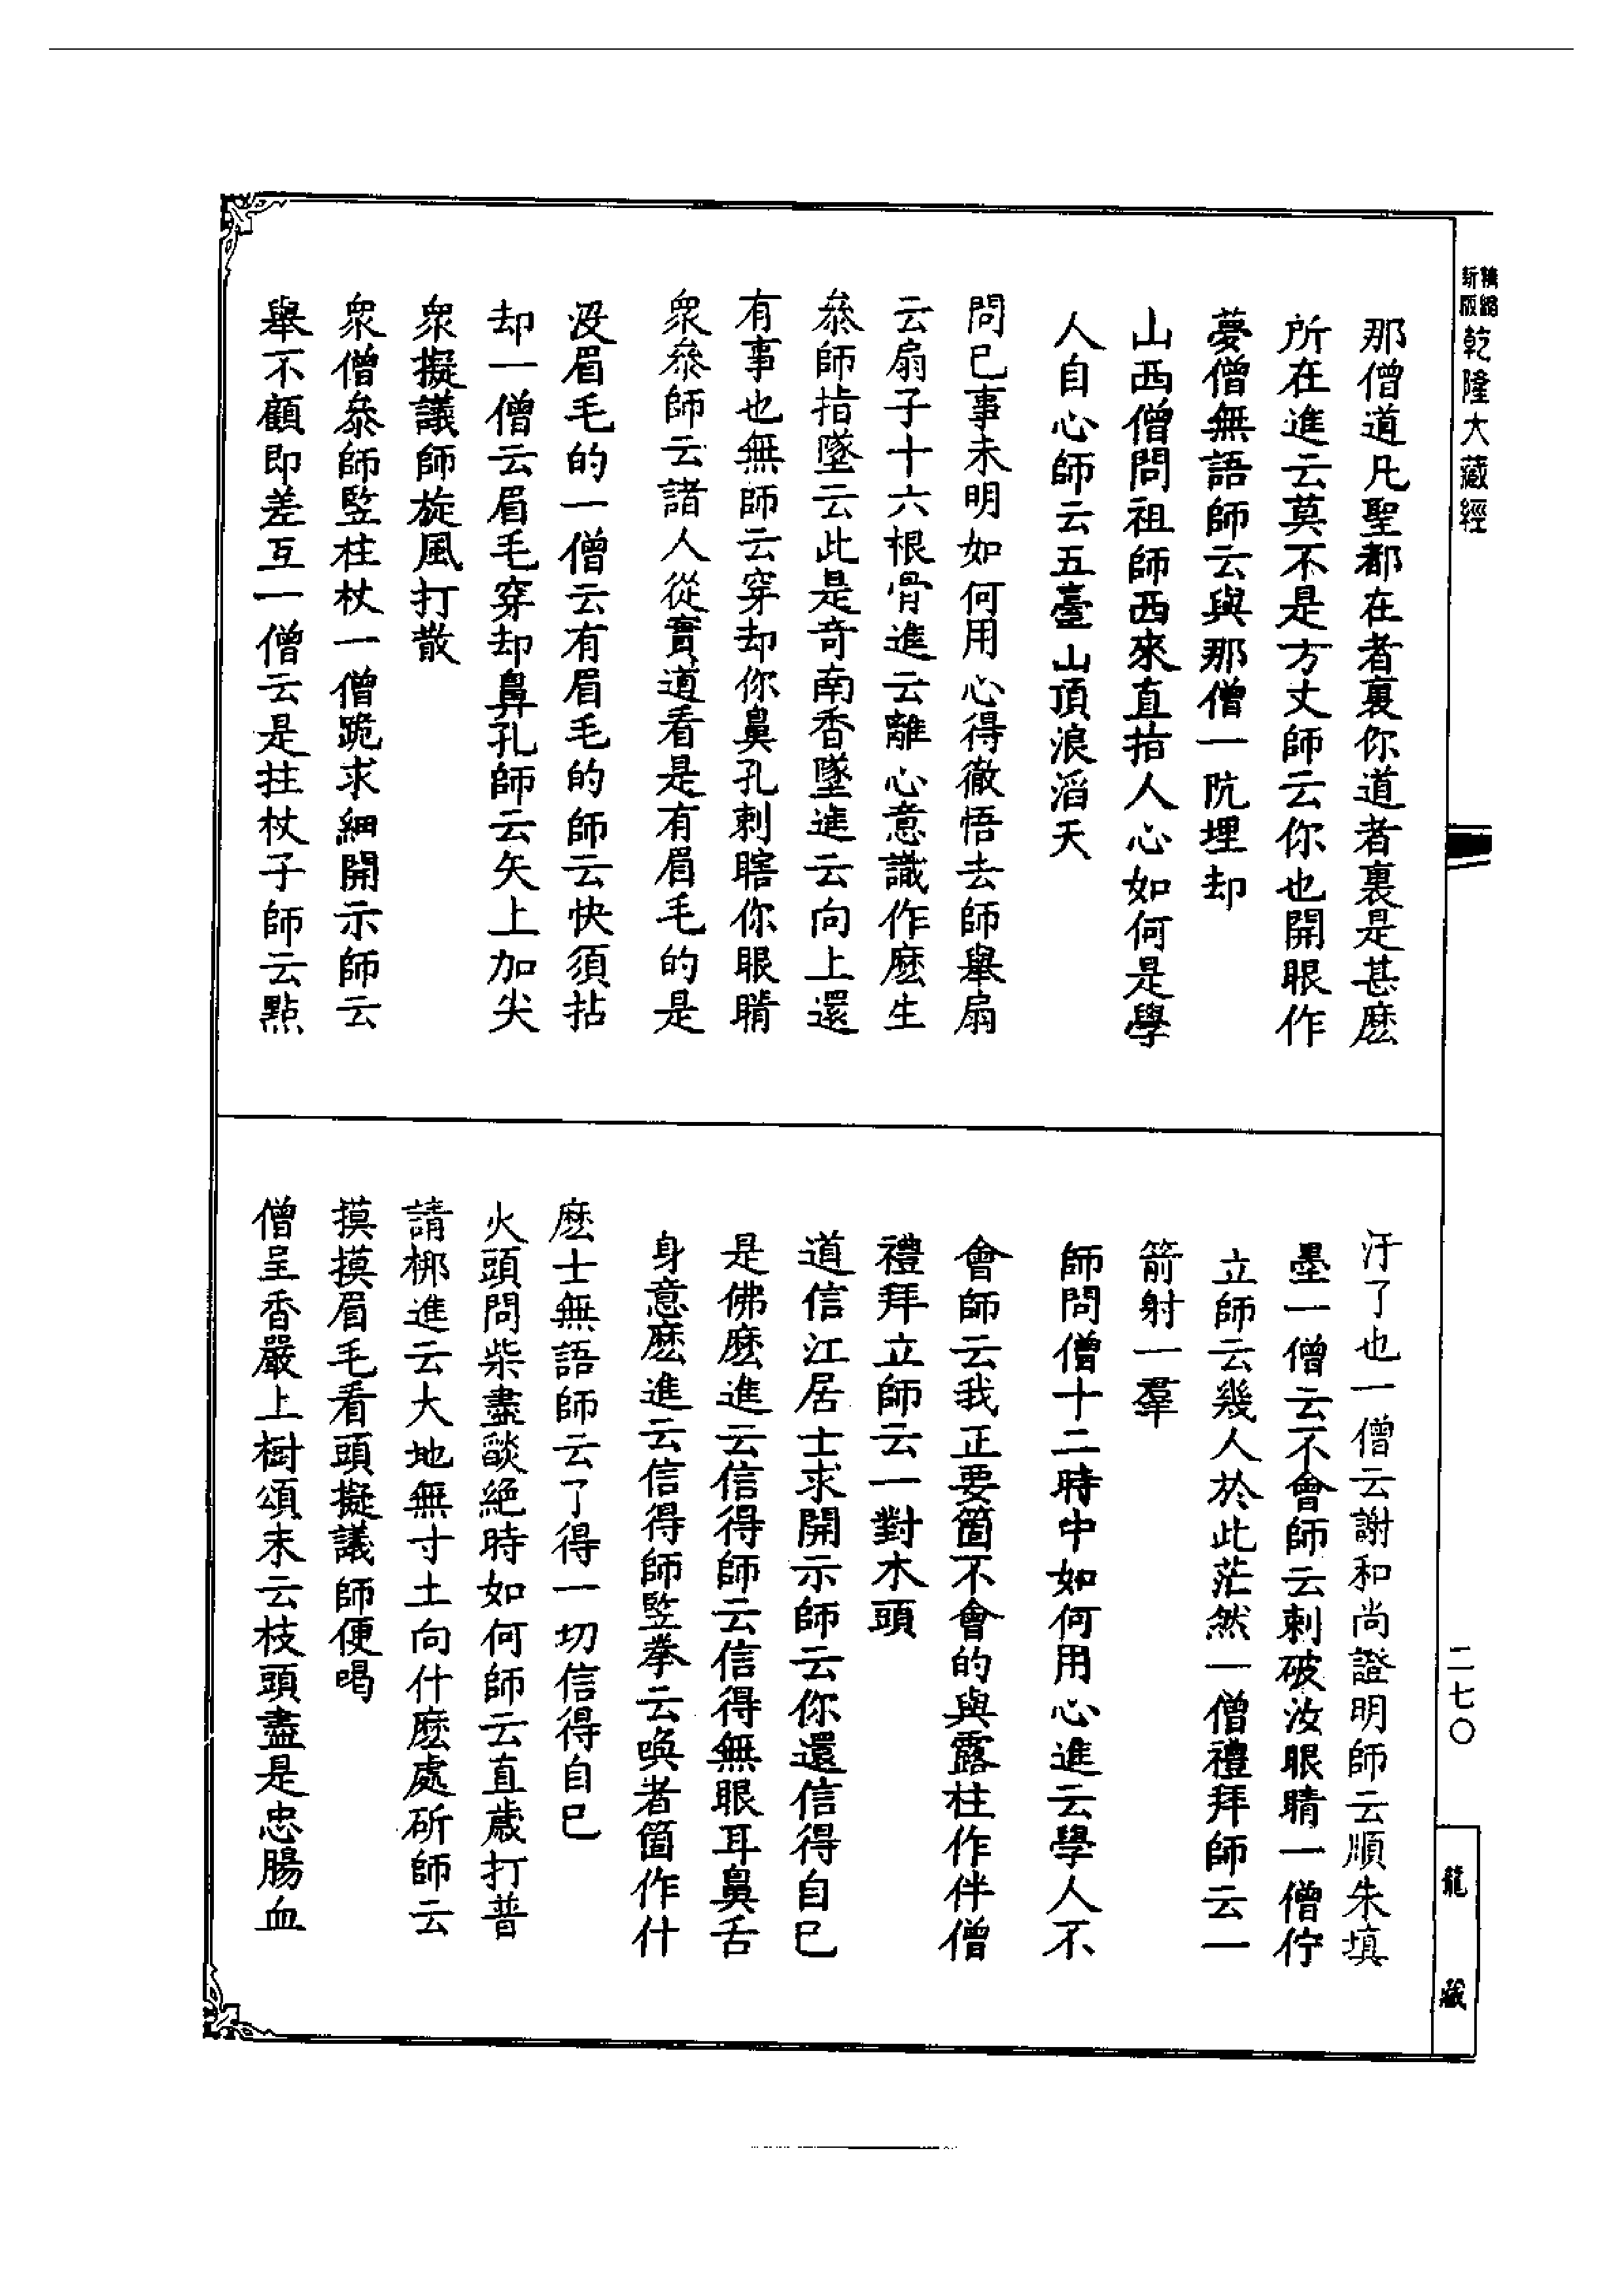 新版
精縮
乾隆大藏經
那僧道凡聖都在者裏你道者裏是甚麽
所在進云莫不是方丈師云你也開眼作
夢僧無語師云與那僧一阬埋却
山西僧問祖師西來直指人心如何是學
人自心師云五臺山頂浪滔天
問巳事未明如何用心得徹悟去師舉扇
云扇子十六根骨進云離心意識作麽生
叅師指墜云此是竒南香墜進云向上還
有事也無師云穿却你鼻孔刺瞎你眼睛
衆叅師云諸人從實道看是有眉毛的是
没眉毛的一僧云有眉毛的師云快須拈
却一僧云眉毛穿却鼻孔師云矢上加尖
衆擬議師旋風打散
衆僧叅師竪柱杖一僧跪求細開示師云
舉不顧即差互一僧云是拄杖子師云點
汙了也一僧云謝和尚證明師云順朱填
墨一僧云不會師云刺破汝眼睛一僧佇
立師云幾人於此茫然一僧禮拜師云一
箭射一羣
師問僧十二時中如何用心進云學人不
會師云我正要箇不會的與露柱作伴僧
禮拜立師云一對木頭
道信江居士求開示師云你還信得自巳
是佛麽進云信得師云信得無眼耳鼻舌
身意麽進云信得師竪拳云喚者箇作什
麽士無語師云了得一切信得自巳
火頭問柴盡燄絕時如何師云直歲打普
請梆進云大地無寸土向什麽處斫師云
摸摸眉毛看頭擬議師便喝
僧呈香嚴上樹頌末云枝頭盡是忠腸血
二七〇
龍藏